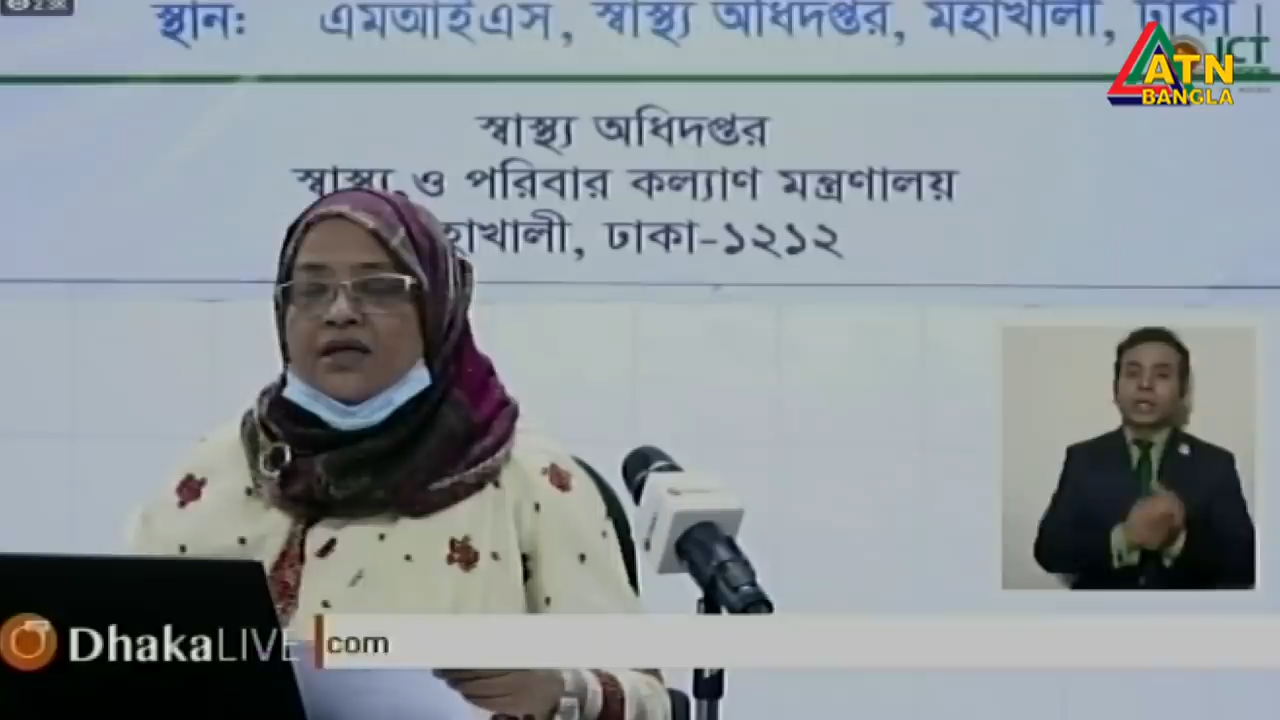 স্থান: এমআইএস, স্বাস্থ্য অধিদপ্তর, মহাখালী, ঢাকা।
ICT
ATN
BANGLA
স্বাস্থ্য অধিদপ্তর
স্বাস্থ্য ও পরিবার কল্যাণ মন্ত্রণালয়
হাখালী, ঢাকা-১২১২
DhakaLIVE com